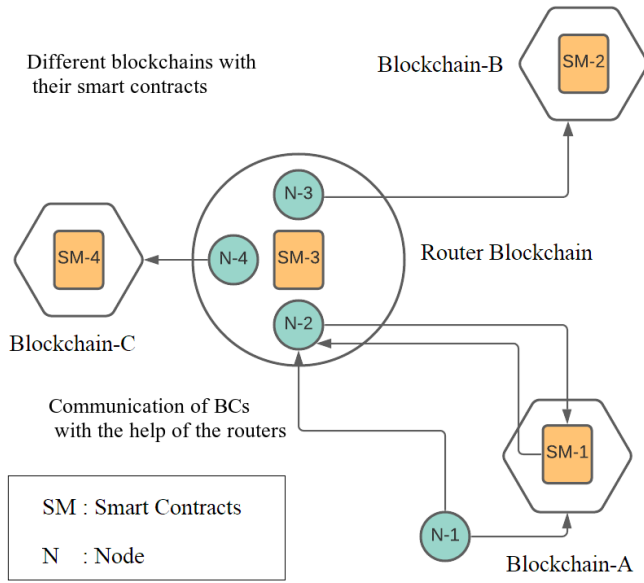 Different blockchains with
their smart contracts
Blockchain-B
SM-2
N-3
Router Blockchain
SM-4
N-4
SM-3
N-2
Blockchain-C
Communication of BCs
with the help of the routers
SM-1
SM : Smart Contracts
N : Node
N-1
Blockchain-A